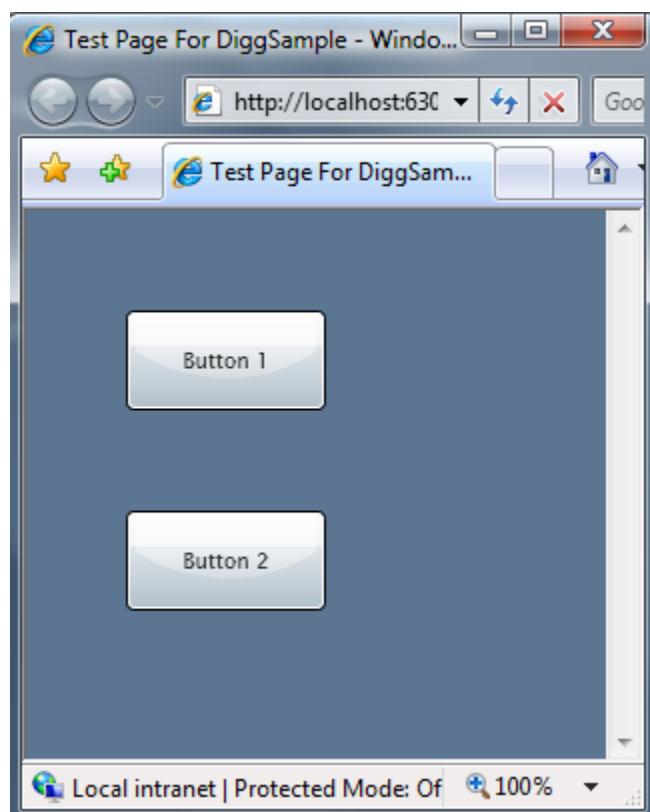 Test Page For DiggSample - Windo...
http://localhost:630
Goo
Test Page For DiggSam...
Button 1
Button 2
Local intranet | Protected Mode: Of
100%